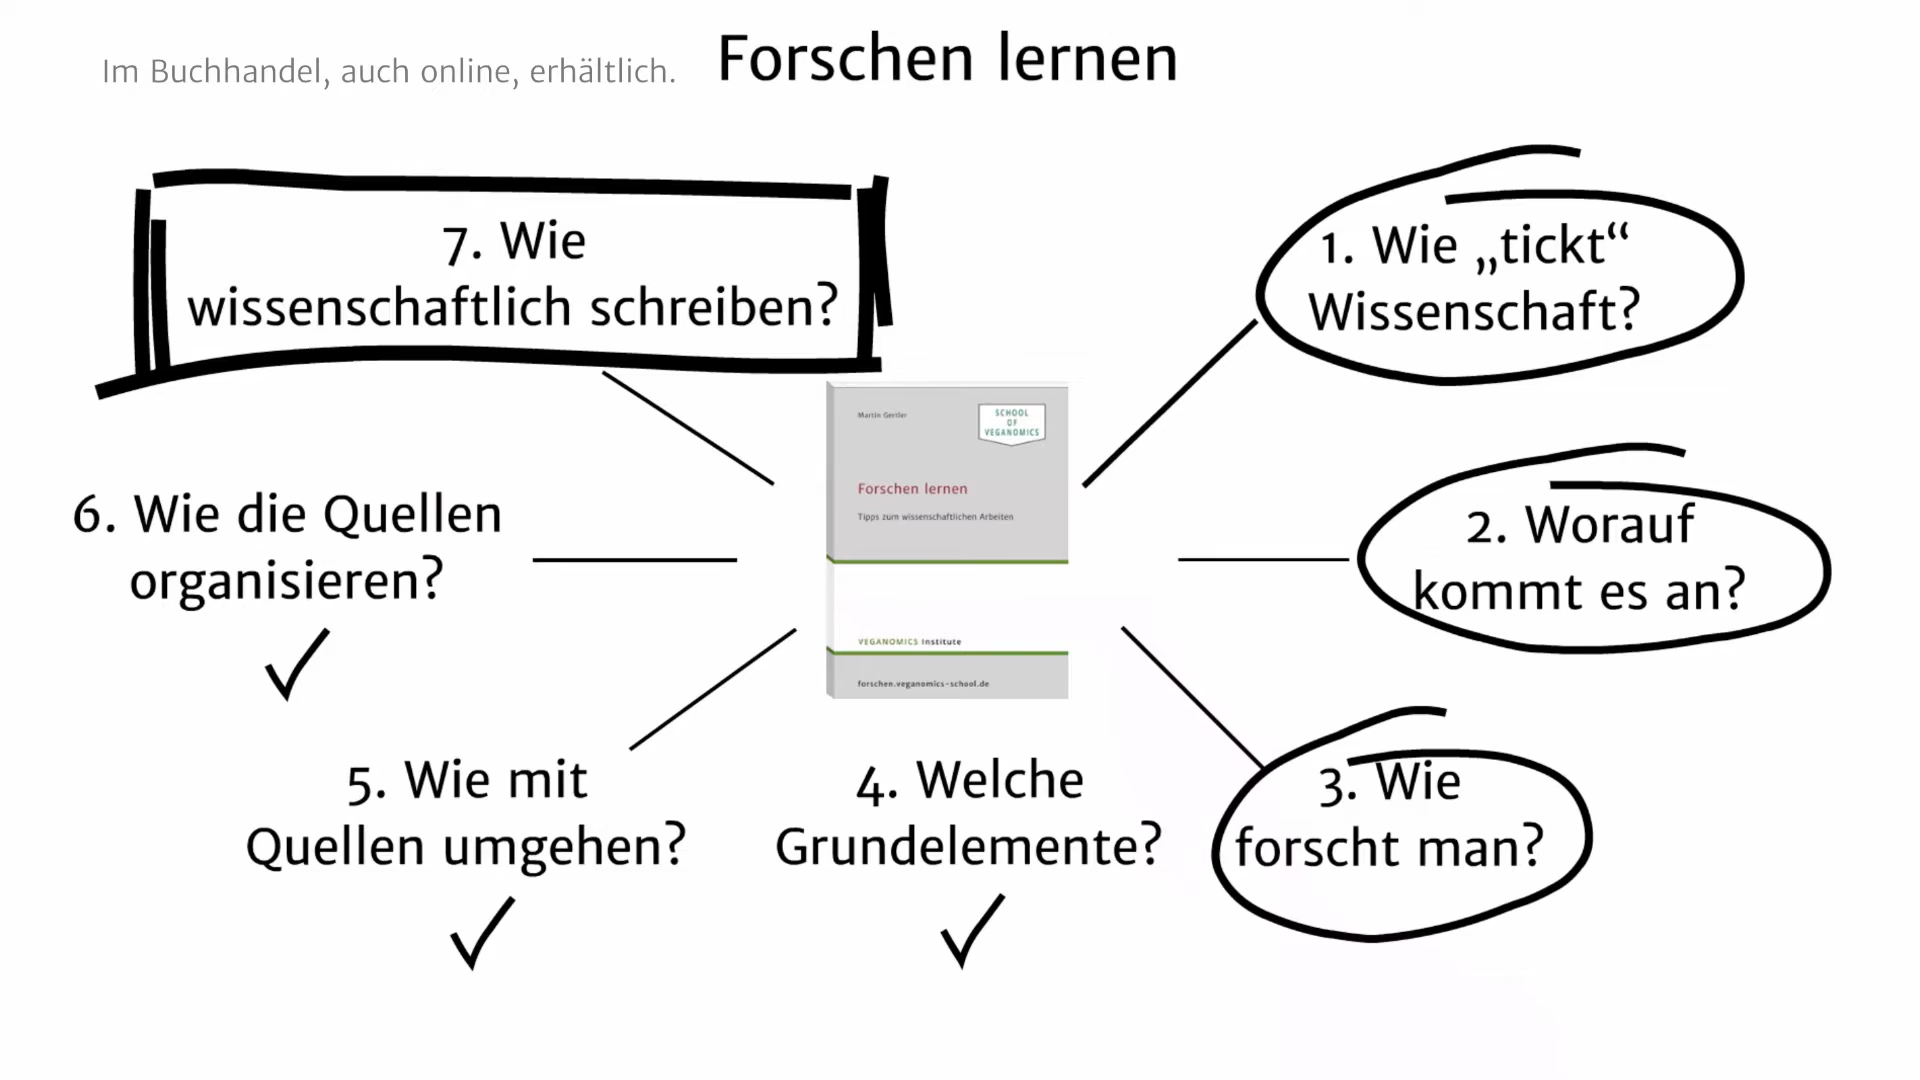 Im Buchhandel, auch online, erhältlich.
Forschen lernen
7. Wie
wissenschaftlich schreiben?
1. Wie „tickt“
Wissenschaft?
Martin Gertler
SCHOOL
OF
VEGANOMICS
Forschen lernen
Tipps zum wissenschaftlichen Arbeiten
VEGANOMICS Institute
forschen.veganomics-school.de
6. Wie die Quellen
organisieren?
2. Worauf
kommt es an?
5. Wie mit
Quellen umgehen?
4. Welche
Grundelemente?
3. Wie
forscht man?